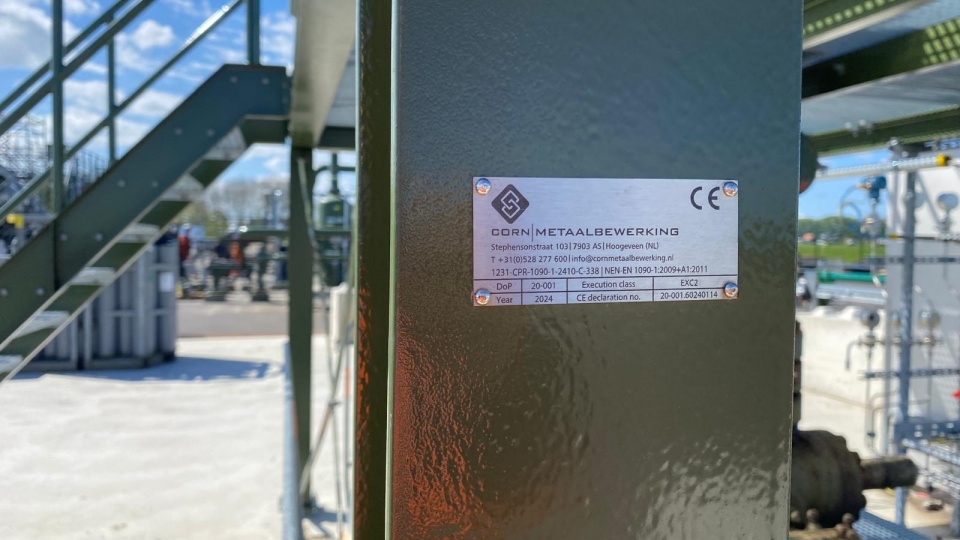 CE
CORN|METAALBEWERKING
Stephensonstraat 103|7903 AS|Hoogeveen (NL)
T +31(0)528 277 600|info@cornmetaalbewerking.nl
1231-CPR-1090-1-2410-C-338|NEN-EN 1090-1:2009+A1:2011
DoP 20-001 Execution class EXC2
Year 2024 CE declaration no. 20-001.60240114